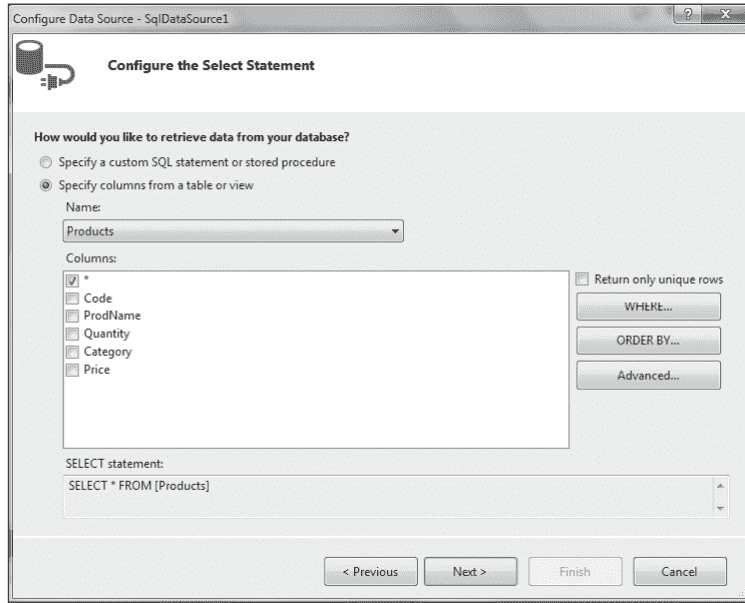 Configure Data Source - SqlDataSource1
?
X
Configure the Select Statement
How would you like to retrieve data from your database?
Specify a custom SQL statement or stored procedure
Specify columns from a table or view
Name:
Products
Columns:
*
Return only unique rows
Code
WHERE...
ProdName
Quantity
ORDER BY...
Category
Price
Advanced...
SELECT statement:
SELECT * FROM [Products]
< Previous
Next >
Finish
Cancel